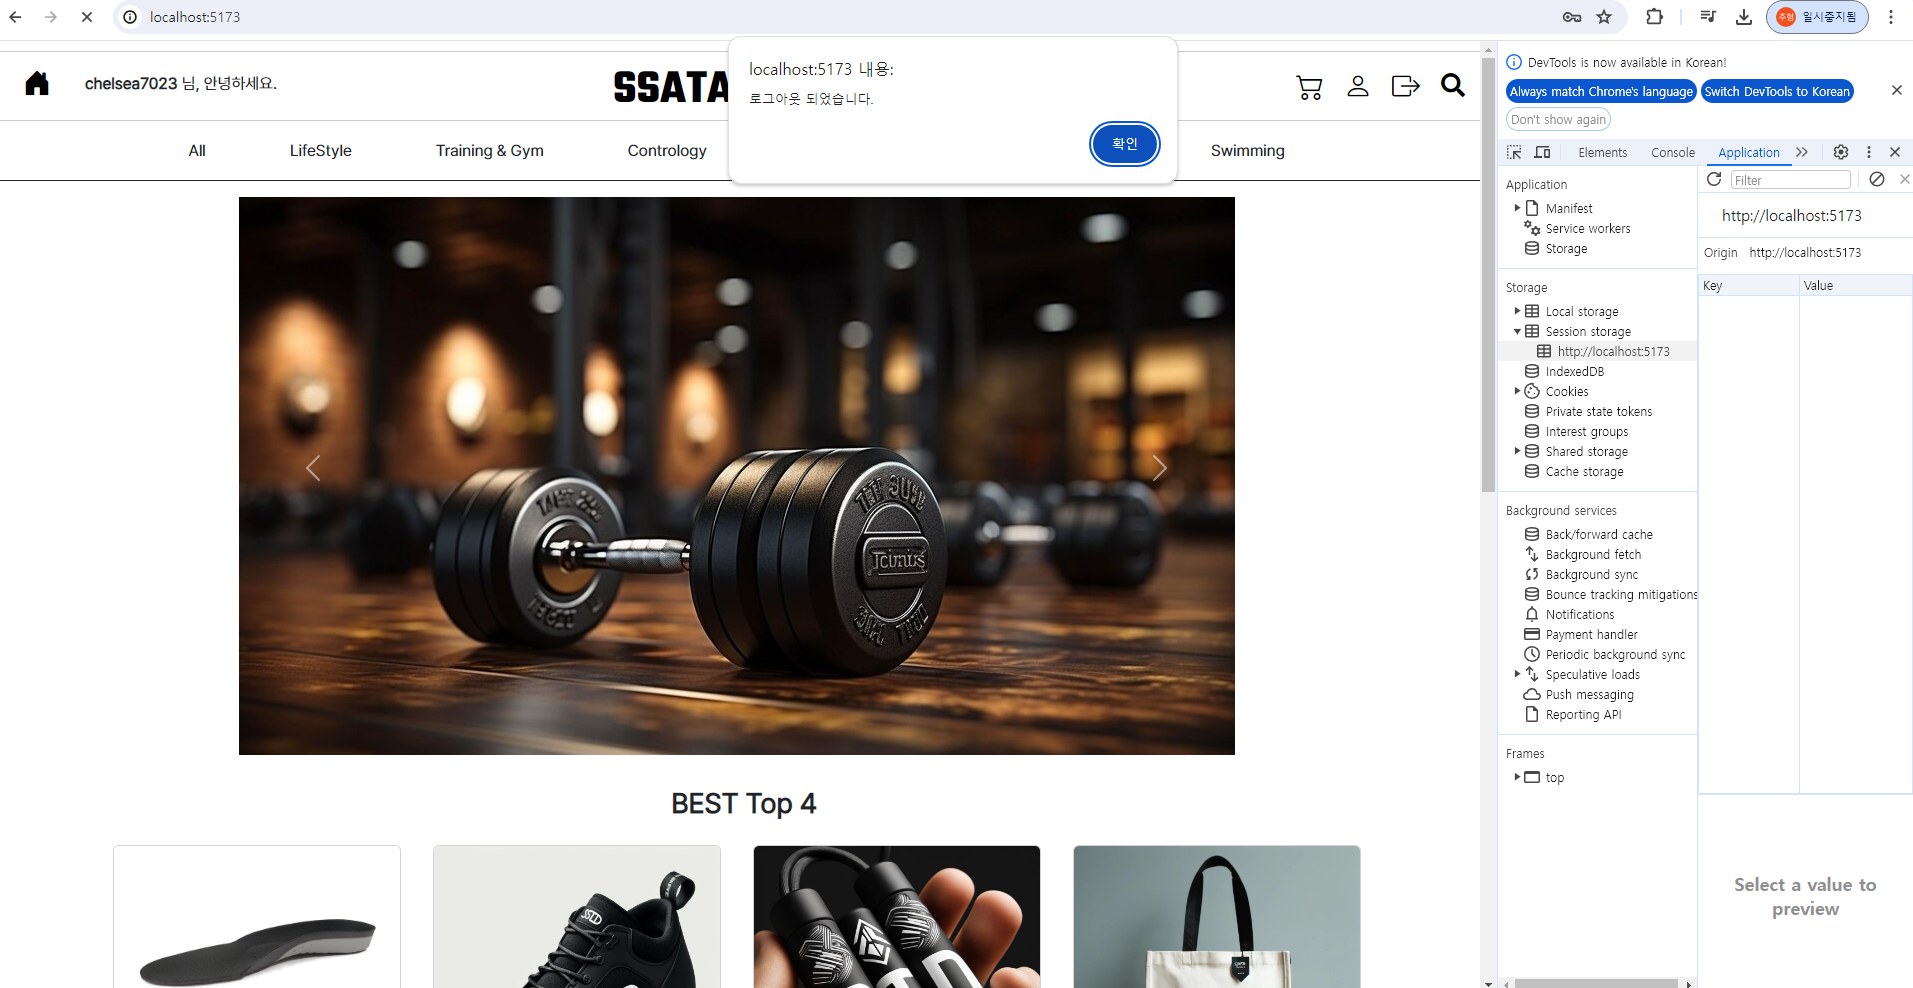 localhost:5173
주형 일시중지됨
chelsea7023 님, 안녕하세요.
SSATA
localhost:5173 내용:
로그아웃 되었습니다.
확인
All LifeStyle Training & Gym Contrology Swimming
BEST Top 4
DevTools is now available in Korean!
Always match Chrome's language Switch DevTools to Korean
Don't show again
Elements Console Application
Application
Manifest
Service workers
Storage
Storage
Local storage
Session storage
http://localhost:5173
IndexedDB
Cookies
Private state tokens
Interest groups
Shared storage
Cache storage
Background services
Back/forward cache
Background fetch
Background sync
Bounce tracking mitigations
Notifications
Payment handler
Periodic background sync
Speculative loads
Push messaging
Reporting API
Frames
top
Filter
http://localhost:5173
Origin http://localhost:5173
Key Value
Select a value to
preview